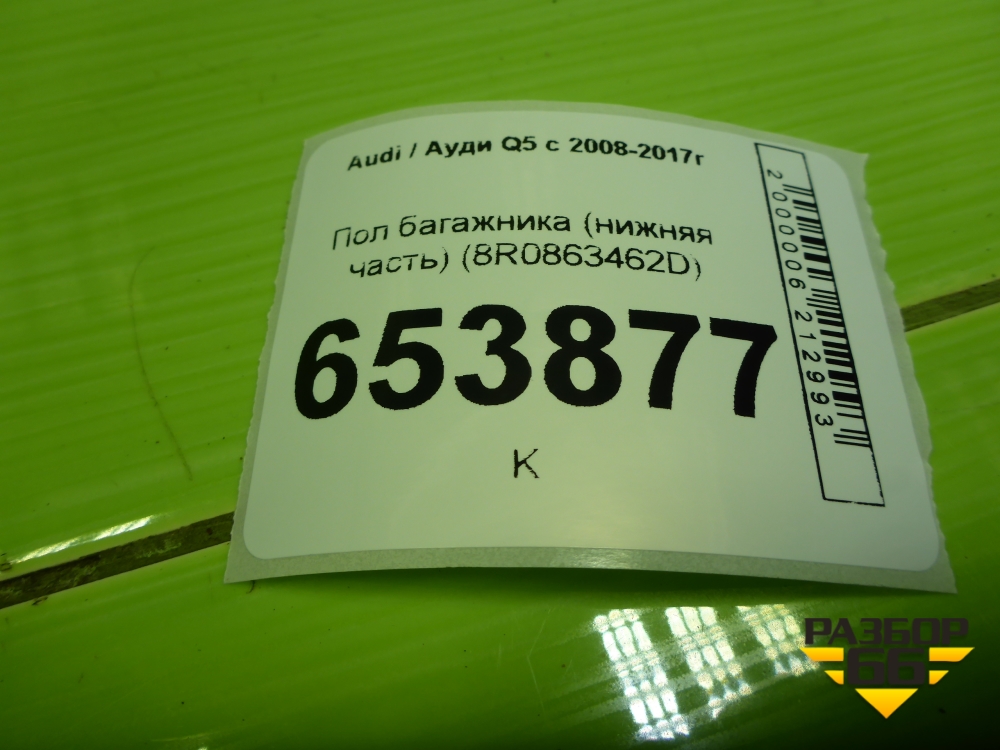 Audi / Ауди Q5 с 2008-2017г
Пол багажника (нижняя
часть) (8R0863462D)
653877
К
2000006212993
РАЗБОР
66